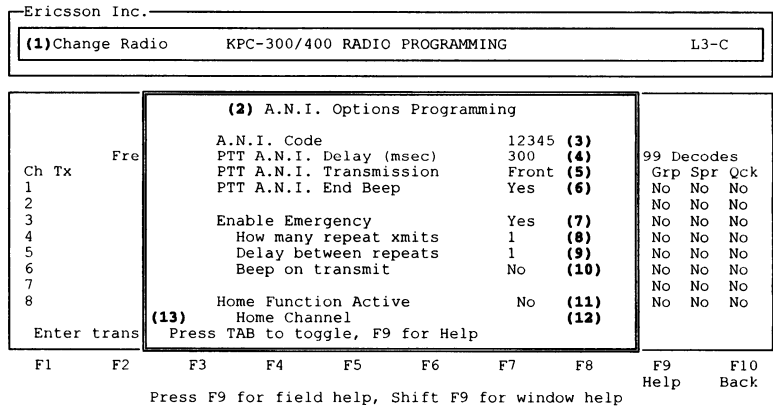 Ericsson Inc.
(1)Change Radio KPC-300/400 RADIO PROGRAMMING L3-C
(2) A.N.I. Options Programming
A.N.I. Code 12345 (3)
Fre PTT A.N.I. Delay (msec) 300 (4) 99 Decodes
Ch Tx PTT A.N.I. Transmission Front (5) Grp Spr Qck
1 PTT A.N.I. End Beep Yes (6) No No No
2 No No No
3 Enable Emergency Yes (7) No No No
4 How many repeat xmits 1 (8) No No No
5 Delay between repeats 1 (9) No No No
6 Beep on transmit No (10) No No No
7 No No No
8 Home Function Active No (11) No No No
(13) Home Channel (12)
Enter trans Press TAB to toggle, F9 for Help
F1 F2 F3 F4 F5 F6 F7 F8 F9 F10
Help Back
Press F9 for field help, Shift F9 for window help